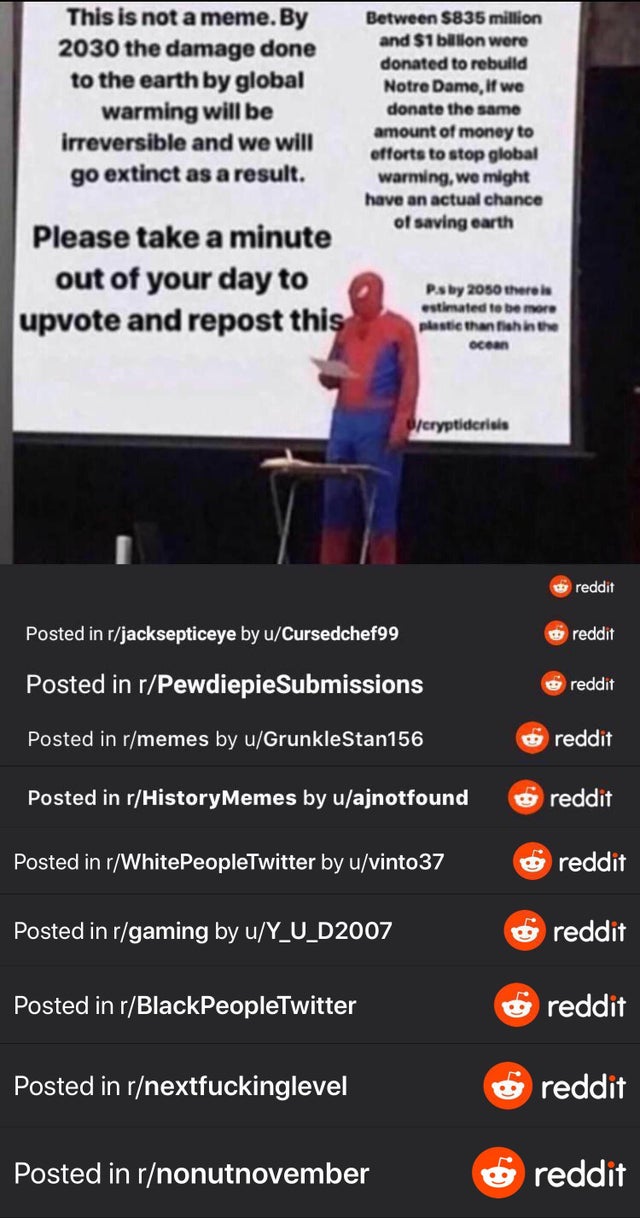 This is not a meme. By
2030 the damage done
to the earth by global
warming will be
irreversible and we will
go extinct as a result.
Please take a minute
out of your day to
upvote and repost this
Between $835 million
and $1 billion were
donated to rebuild
Notre Dame, if we
donate the same
amount of money to
efforts to stop global
warming, we might
have an actual chance
of saving earth
P.s by 2050 there is
estimated to be more
plastic than fish in the
ocean
u/cryptidcrisis
reddit
Posted in r/jacksepticeye by u/Cursedchef99 reddit
Posted in r/PewdiepieSubmissions reddit
Posted in r/memes by u/GrunkleStan156 reddit
Posted in r/HistoryMemes by u/ajnotfound reddit
Posted in r/WhitePeopleTwitter by u/vinto37 reddit
Posted in r/gaming by u/Y_U_D2007 reddit
Posted in r/BlackPeopleTwitter reddit
Posted in r/nextfuckinglevel reddit
Posted in r/nonutnovember reddit